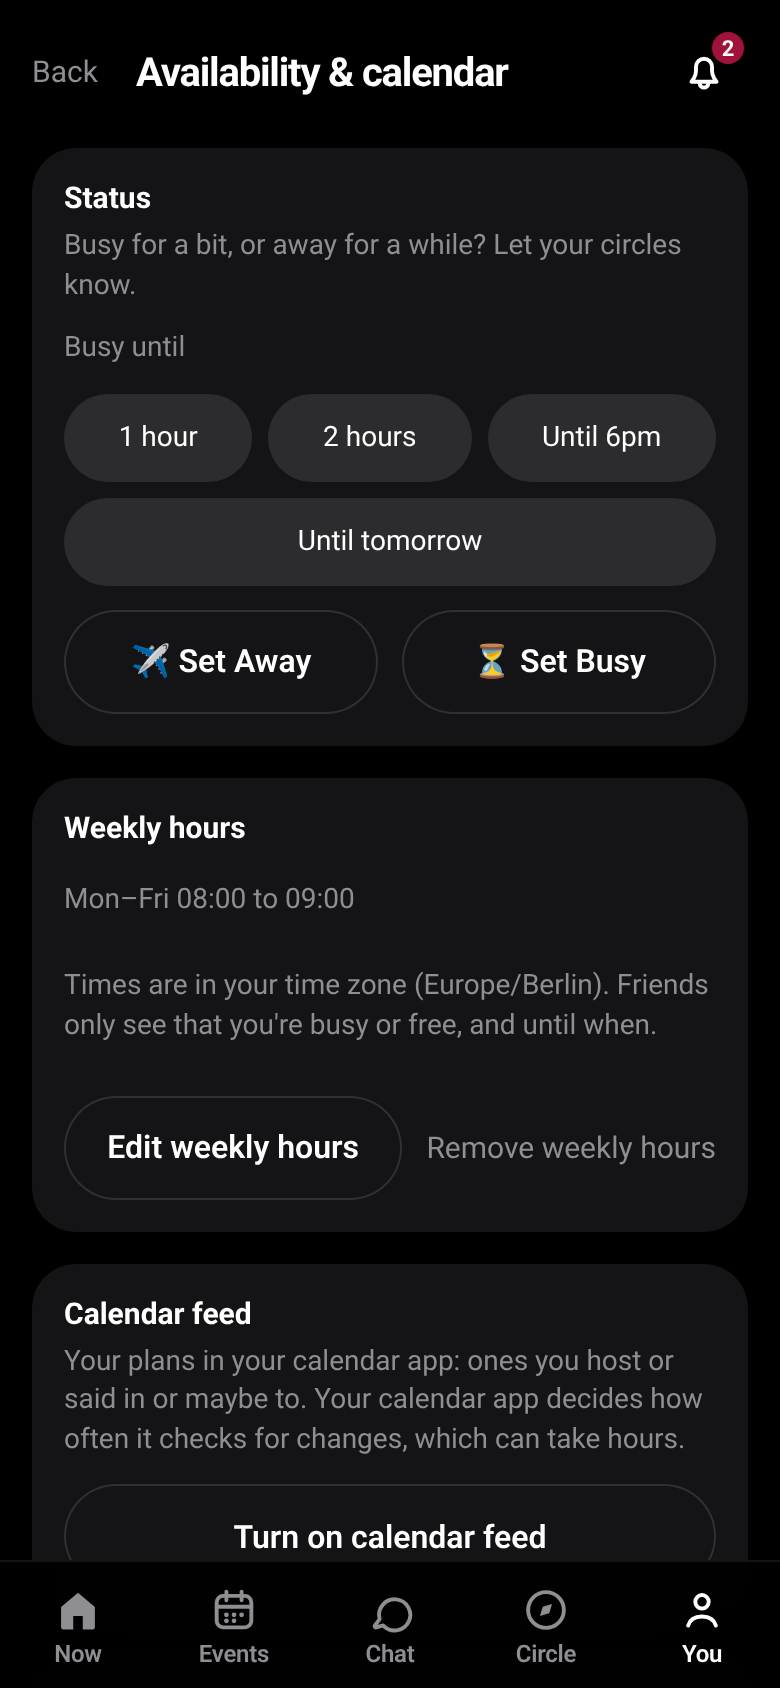 Back
Availability & calendar
2
Status
Busy for a bit, or away for a while? Let your circles
know.
Busy until
1 hour
2 hours
Until 6pm
Until tomorrow
✈️ Set Away
⏳ Set Busy
Weekly hours
Mon–Fri 08:00 to 09:00
Times are in your time zone (Europe/Berlin). Friends
only see that you're busy or free, and until when.
Edit weekly hours
Remove weekly hours
Calendar feed
Your plans in your calendar app: ones you host or
said in or maybe to. Your calendar app decides how
often it checks for changes, which can take hours.
Turn on calendar feed
Now
Events
Chat
Circle
You